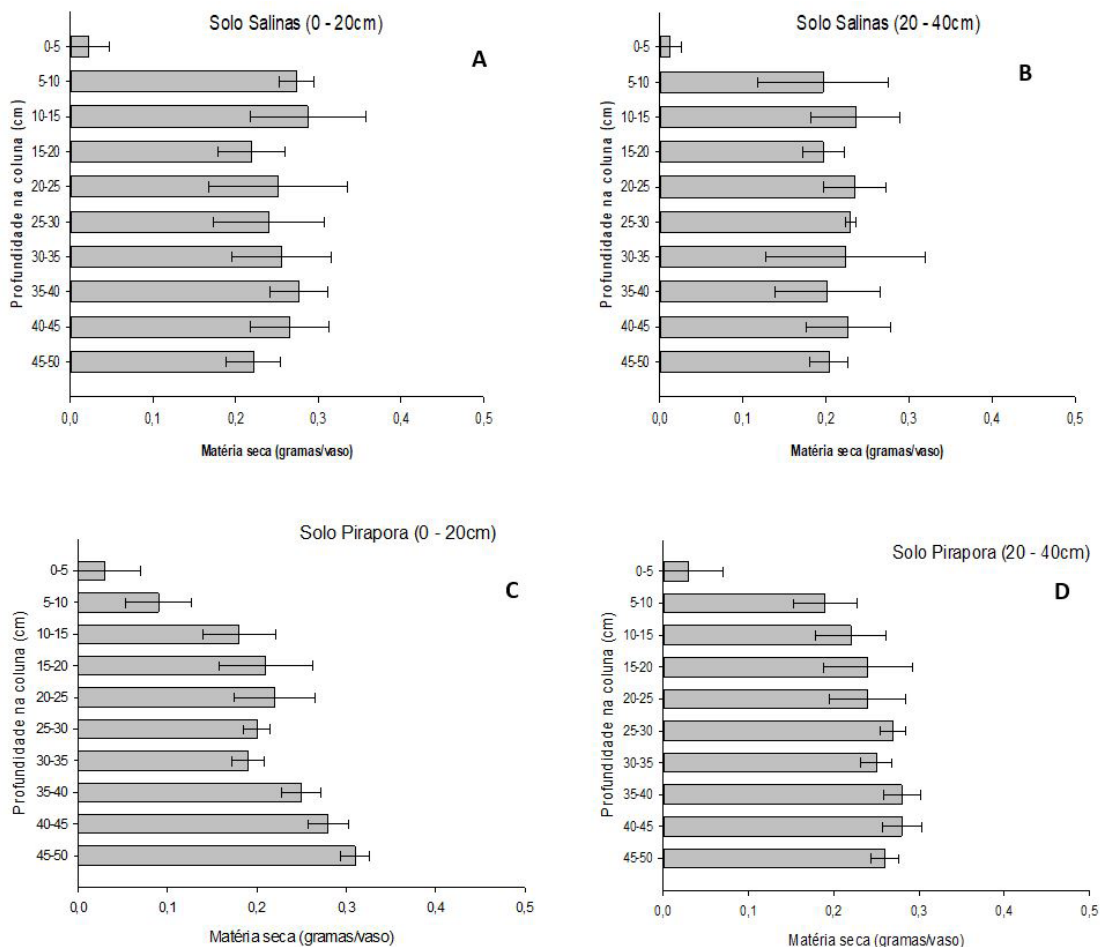 Solo Salinas (0 - 20cm)
A
Profundidade na coluna (cm)
0-5
5-10
10-15
15-20
20-25
25-30
30-35
35-40
40-45
45-50
0,0 0,1 0,2 0,3 0,4 0,5
Matéria seca (gramas/vaso)
Solo Salinas (20 - 40cm)
B
Profundidade na coluna (cm)
0-5
5-10
10-15
15-20
20-25
25-30
30-35
35-40
40-45
45-50
0,0 0,1 0,2 0,3 0,4 0,5
Matéria seca (gramas/vaso)
Solo Pirapora (0 - 20cm)
C
Profundidade na coluna (cm)
0-5
5-10
10-15
15-20
20-25
25-30
30-35
35-40
40-45
45-50
0,0 0,1 0,2 0,3 0,4 0,5
Matéria seca (gramas/vaso)
Solo Pirapora (20 - 40cm)
D
Profundidade na coluna (cm)
0-5
5-10
10-15
15-20
20-25
25-30
30-35
35-40
40-45
45-50
0,0 0,1 0,2 0,3 0,4 0,5
Matéria seca (gramas/vaso)